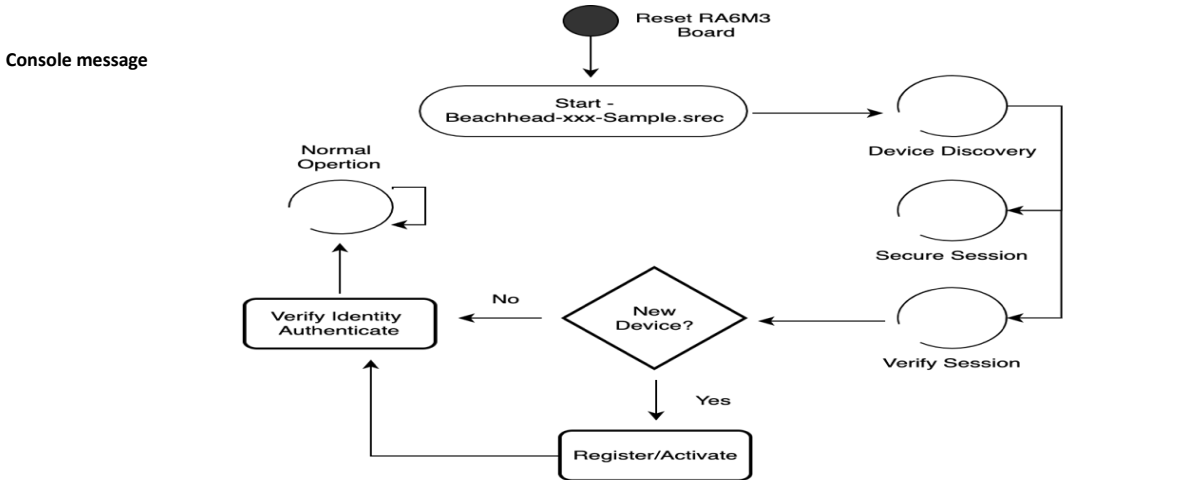 Reset RA6M3
Board
Console message
Start -
Beachhead-xxx-Sample.srec
Device Discovery
Normal
Opertion
Secure Session
No
New
Device?
Verify Identity
Authenticate
Verify Session
Yes
Register/Activate